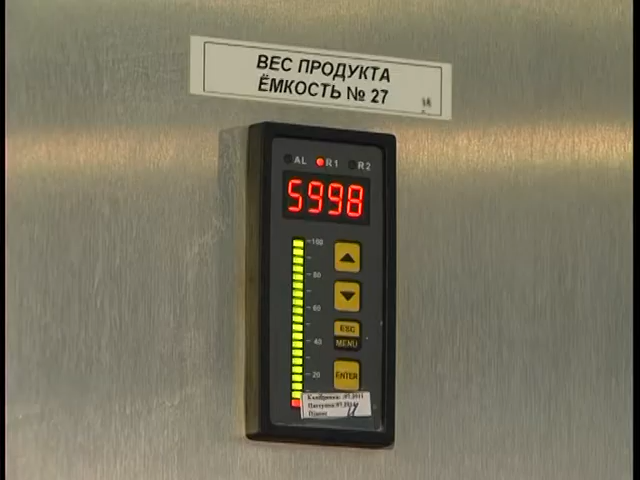 ВЕС ПРОДУКТА
ЁМКОСТЬ № 27
AL R1 R2
5998
100
80
60
40
20
ESC
MENU
ENTER